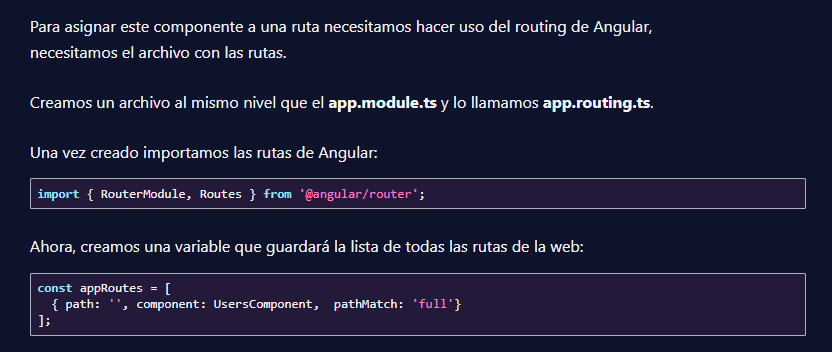 Para asignar este componente a una ruta necesitamos hacer uso del routing de Angular,
necesitamos el archivo con las rutas.
Creamos un archivo al mismo nivel que el app.module.ts y lo llamamos app.routing.ts.
Una vez creado importamos las rutas de Angular:
import { RouterModule, Routes } from '@angular/router';
Ahora, creamos una variable que guardará la lista de todas las rutas de la web:
const appRoutes = [
  { path: '', component: UsersComponent,  pathMatch: 'full'}
];